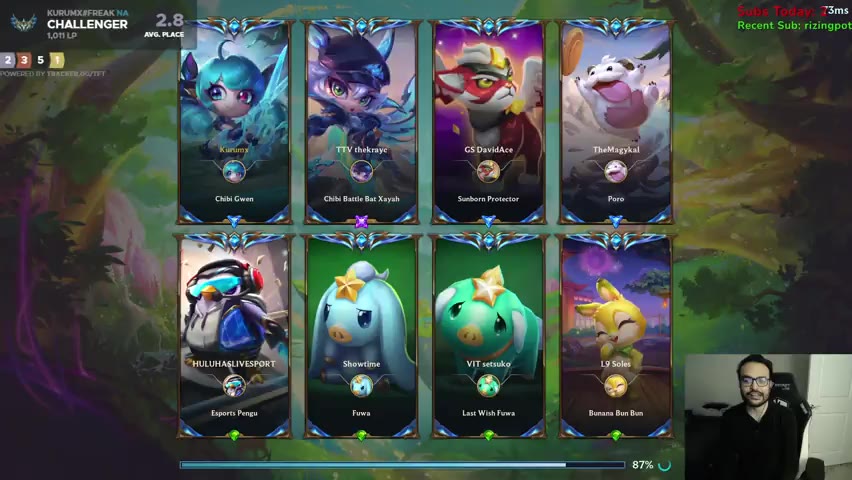 KURUMX#FREAK NA
CHALLENGER
1,011 LP
2.8
AVG. PLACE
2 3 5 1
POWERED BY TRACKER.GG/TFT
Subs Today:
73ms
Recent Sub: rizingpot
Kurumx
Chibi Gwen
TTV thekrayc
Chibi Battle Bat Xayah
GS DavidAce
Sunborn Protector
TheMagykal
Poro
HULUHASLIVESPORT
Esports Pengu
Showtime
Fuwa
VIT setsuko
Last Wish Fuwa
L9 Soles
Bunana Bun Bun
87%